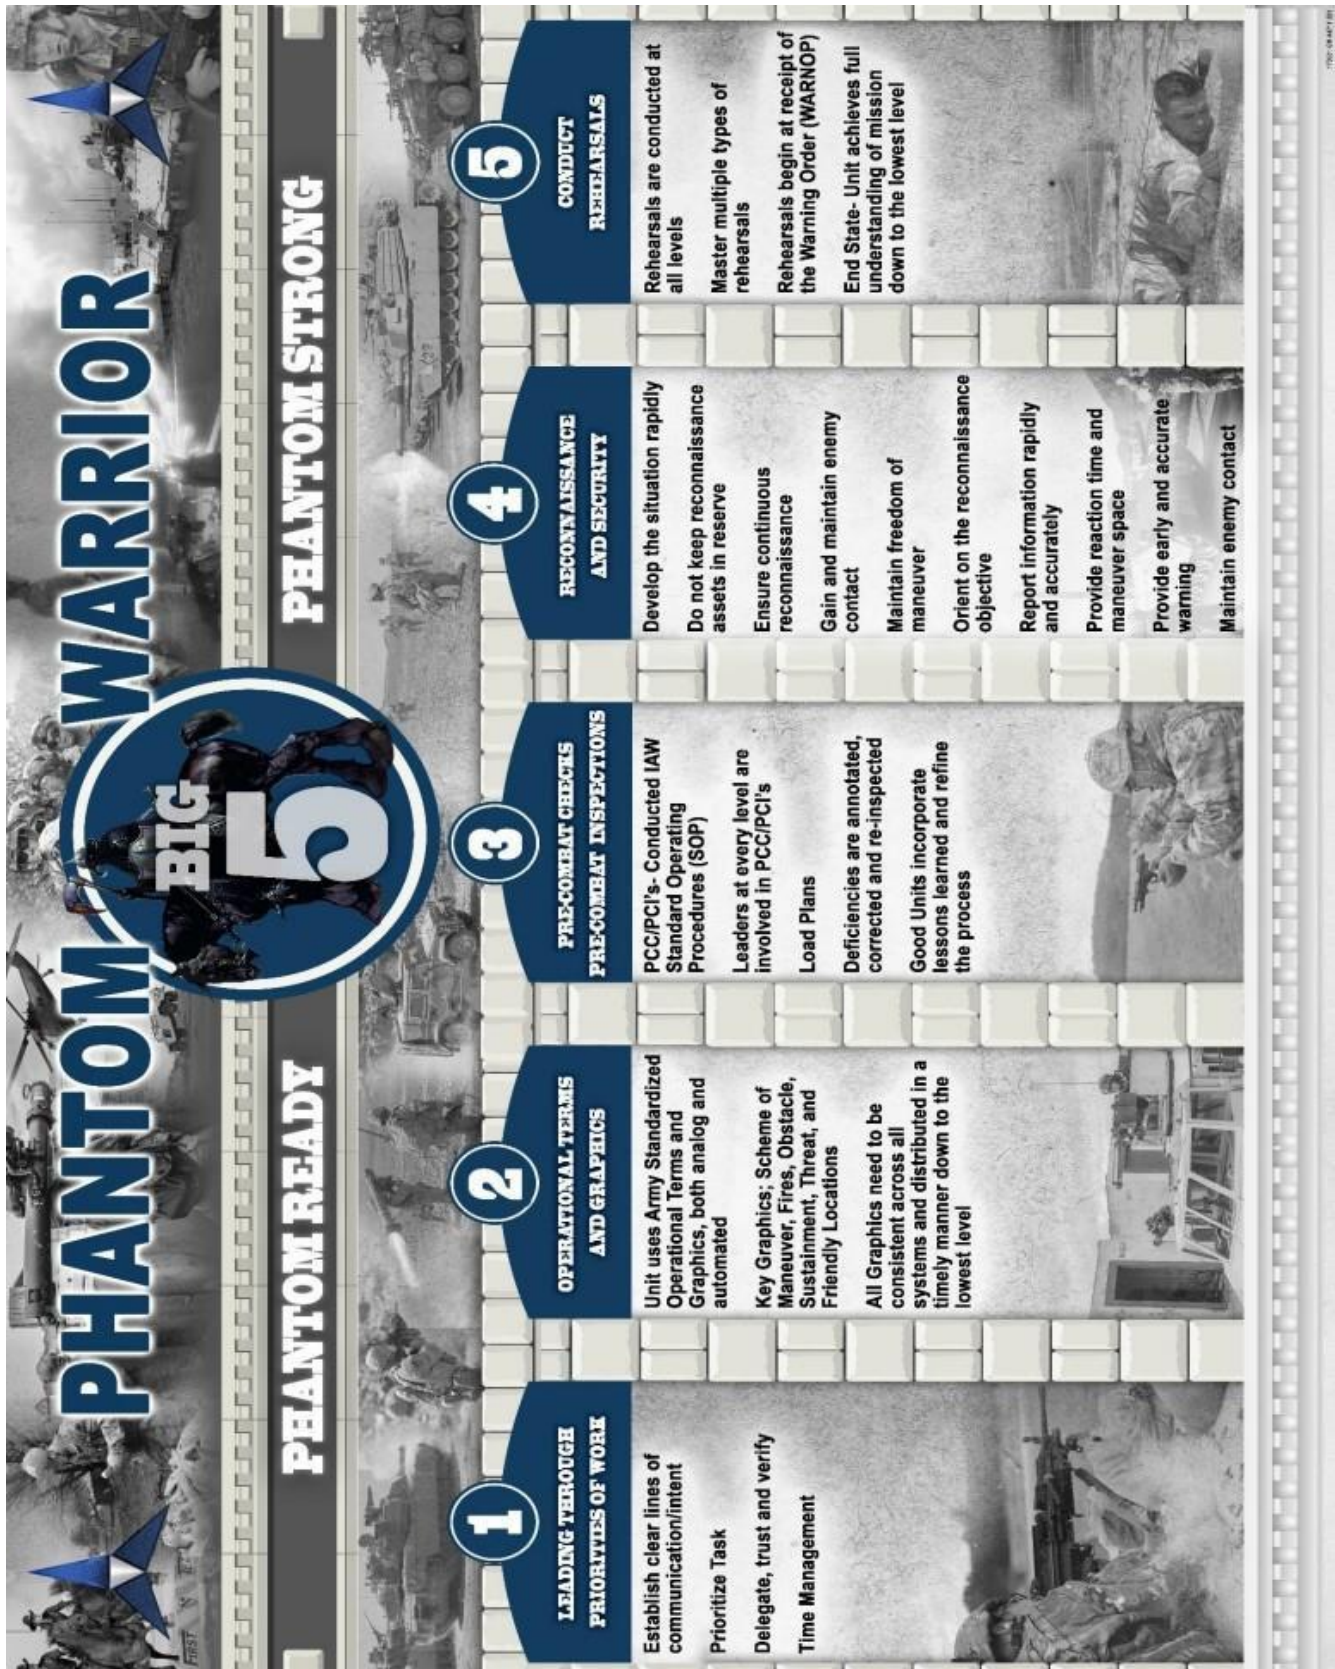 PHANTOM WARRIOR
BIG
5
PHANTOM READY
PHANTOM STRONG
1
LEADING THROUGH
PRIORITIES OF WORK
Establish clear lines of
communication/intent
Prioritize Task
Delegate, trust and verify
Time Management
2
OPERATIONAL TERMS
AND GRAPHICS
Unit uses Army Standardized
Operational Terms and
Graphics, both analog and
automated
Key Graphics; Scheme of
Maneuver, Fires, Obstacle,
Sustainment, Threat, and
Friendly Locations
All Graphics need to be
consistent across all
systems and distributed in a
timely manner down to the
lowest level
3
PRE-COMBAT CHECKS
PRE-COMBAT INSPECTIONS
PCC/PCI's- Conducted IAW
Standard Operating
Procedures (SOP)
Leaders at every level are
involved in PCC/PCI's
Load Plans
Deficiencies are annotated,
corrected and re-inspected
Good Units incorporate
lessons learned and refine
the process
4
RECONNAISSANCE
AND SECURITY
Develop the situation rapidly
Do not keep reconnaissance
assets in reserve
Ensure continuous
reconnaissance
Gain and maintain enemy
contact
Maintain freedom of
maneuver
Orient on the reconnaissance
objective
Report information rapidly
and accurately
Provide reaction time and
maneuver space
Provide early and accurate
warning
Maintain enemy contact
5
CONDUCT
REHEARSALS
Rehearsals are conducted at
all levels
Master multiple types of
rehearsals
Rehearsals begin at receipt of
the Warning Order (WARNOP)
End State- Unit achieves full
understanding of mission
down to the lowest level
FIRST